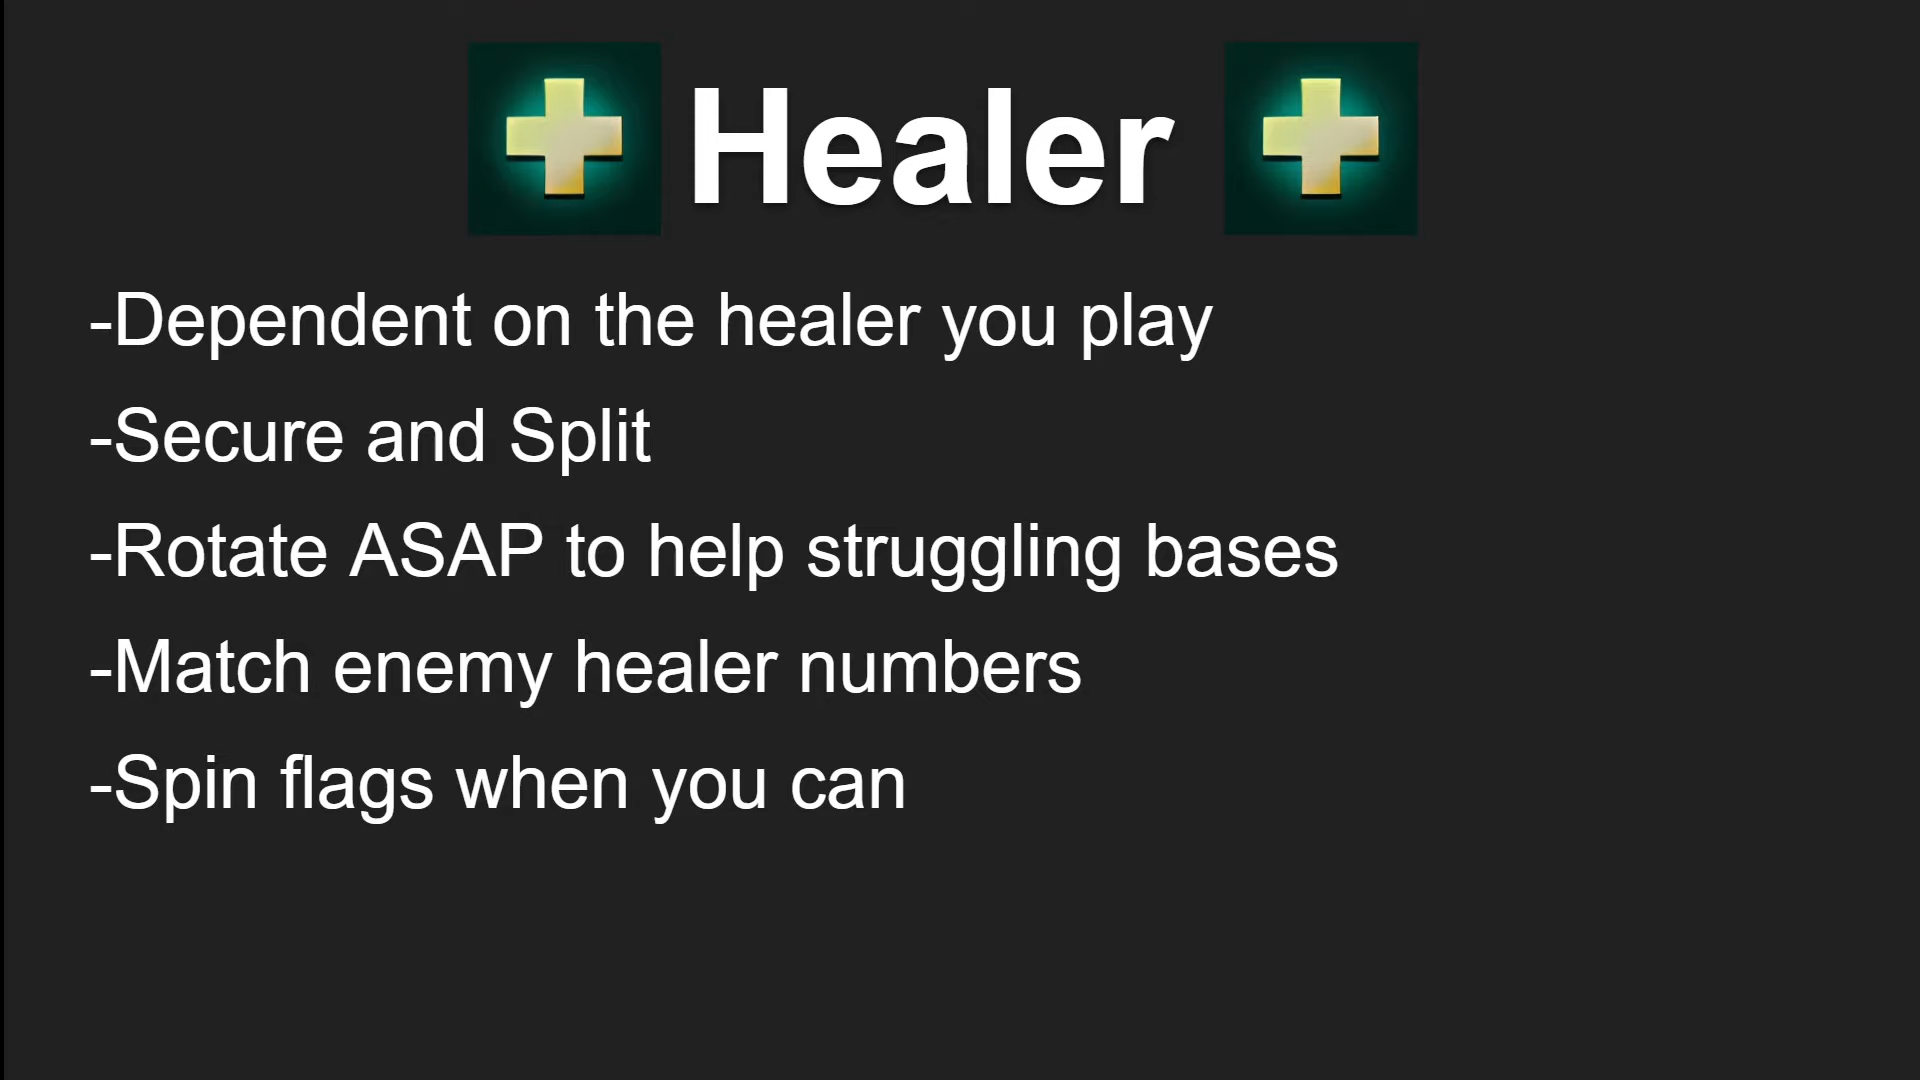 Healer
-Dependent on the healer you play
-Secure and Split
-Rotate ASAP to help struggling bases
-Match enemy healer numbers
-Spin flags when you can